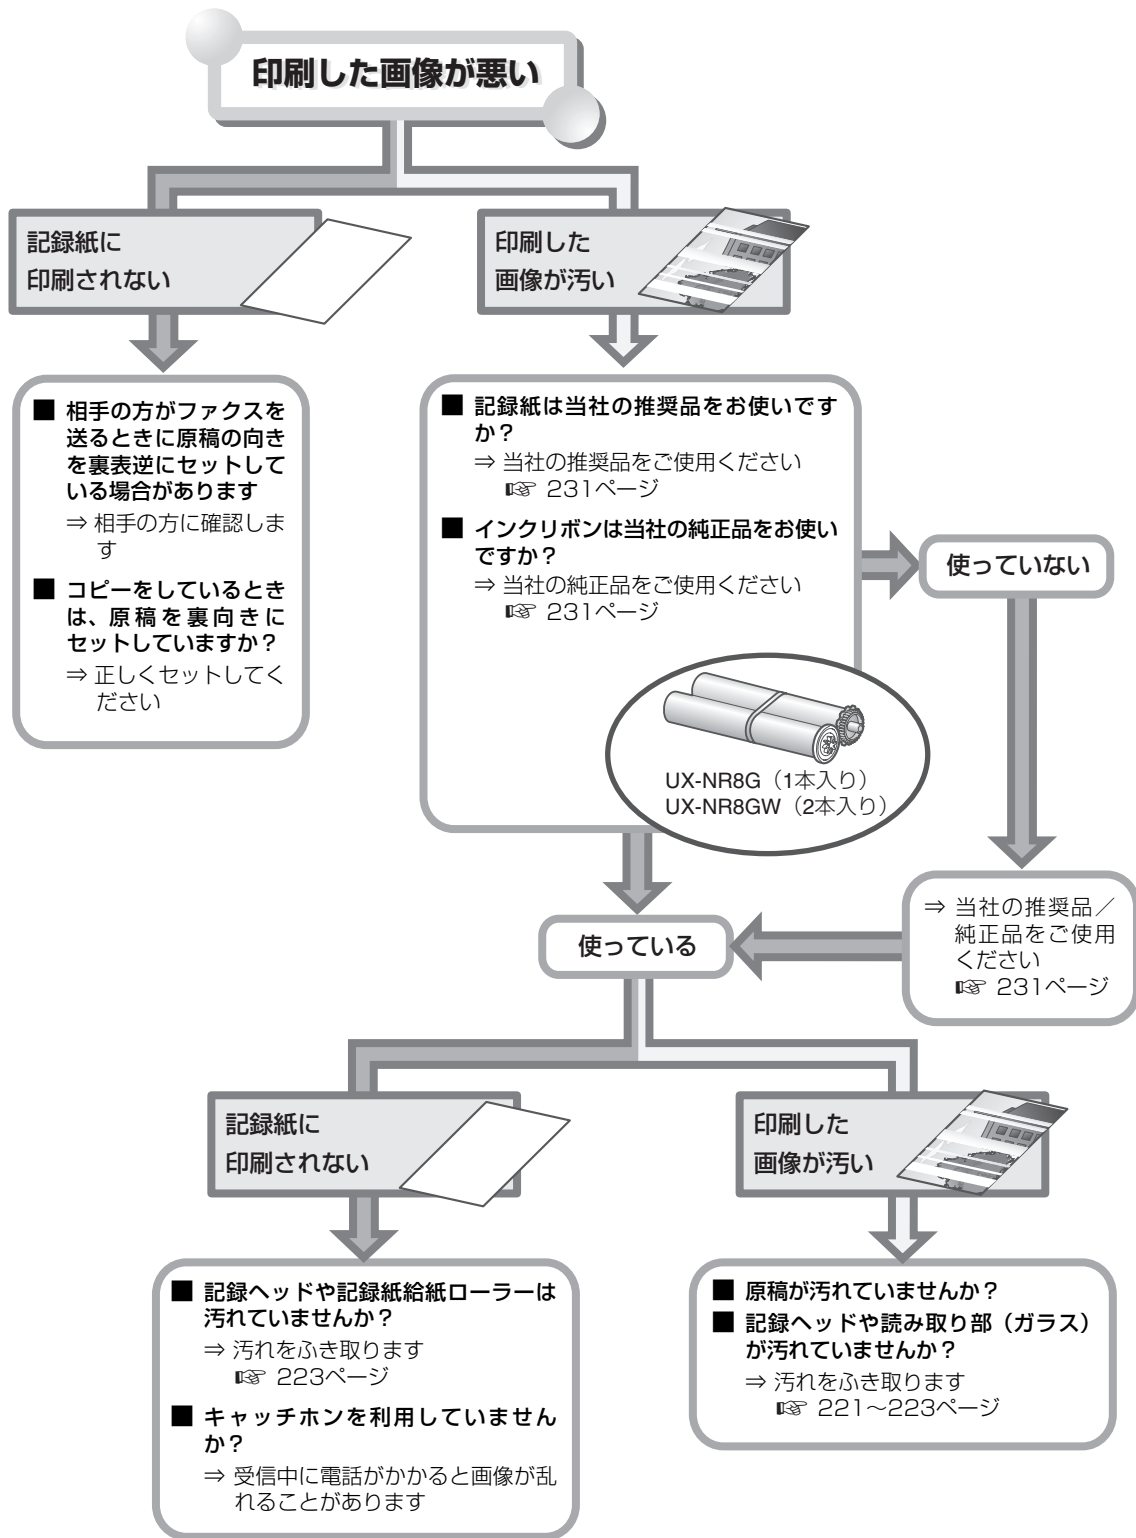 印刷した画像が悪い
記録紙に
印刷されない
印刷した
画像が汚い
■ 相手の方がファクスを
送るときに原稿の向き
を裏表逆にセットして
いる場合があります
⇒ 相手の方に確認しま
す
■ コピーをしているとき
は、原稿を裏向きに
セットしていますか？
⇒ 正しくセットしてく
ださい
■ 記録紙は当社の推奨品をお使いです
か？
⇒ 当社の推奨品をご使用ください
☞ 231ページ
■ インクリボンは当社の純正品をお使い
ですか？
⇒ 当社の純正品をご使用ください
☞ 231ページ
UX-NR8G（1本入り）
UX-NR8GW（2本入り）
使っていない
⇒ 当社の推奨品／
純正品をご使用
ください
☞ 231ページ
使っている
記録紙に
印刷されない
印刷した
画像が汚い
■ 記録ヘッドや記録紙給紙ローラーは
汚れていませんか？
⇒ 汚れをふき取ります
☞ 223ページ
■ キャッチホンを利用していません
か？
⇒ 受信中に電話がかかると画像が乱
れることがあります
■ 原稿が汚れていませんか？
■ 記録ヘッドや読み取り部（ガラス）
が汚れていませんか？
⇒ 汚れをふき取ります
☞ 221～223ページ